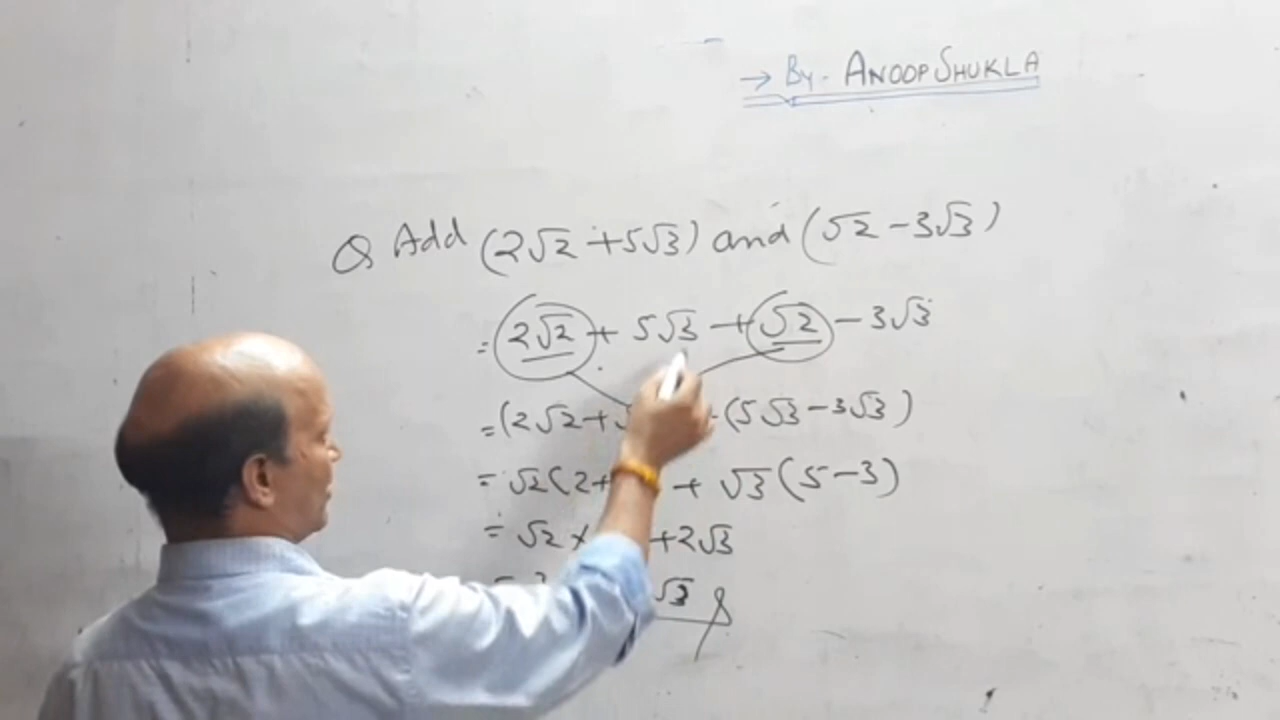 → By. ANOOP SHUKLA
Q Add (2√2 + 5√3) and (√2 - 3√3)
= 2√2 + 5√3 + √2 - 3√3
= (2√2 + (5√3 - 3√3)
= √2(2+ + √3(5-3)
= √2 × +2√3
= √3